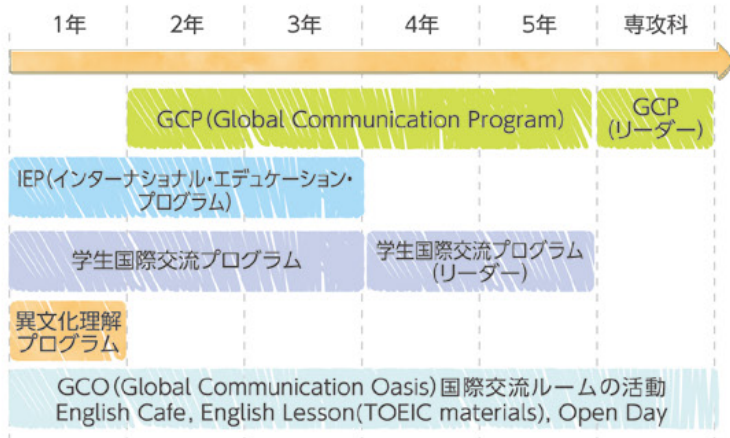 1年 2年 3年 4年 5年 専攻科
GCP(Global Communication Program)
GCP
(リーダー)
IEP(インターナショナル・エデュケーション・
プログラム)
学生国際交流プログラム
学生国際交流プログラム
(リーダー)
異文化理解
プログラム
GCO(Global Communication Oasis)国際交流ルームの活動
English Cafe, English Lesson(TOEIC materials), Open Day